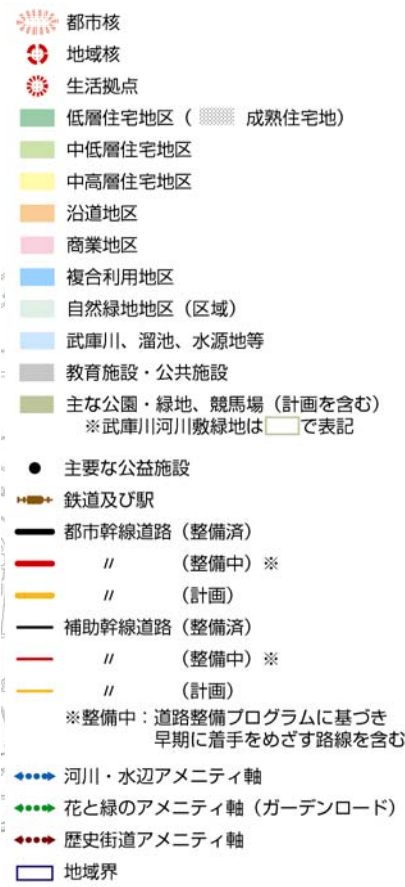 都市核
地域核
生活拠点
低層住宅地区（ 成熟住宅地）
中低層住宅地区
中高層住宅地区
沿道地区
商業地区
複合利用地区
自然緑地地区（区域）
武庫川、溜池、水源地等
教育施設・公共施設
主な公園・緑地、競馬場（計画を含む）
※武庫川河川敷緑地は で表記
主要な公益施設
鉄道及び駅
都市幹線道路（整備済）
〃 （整備中）※
〃 （計画）
補助幹線道路（整備済）
〃 （整備中）※
〃 （計画）
※整備中：道路整備プログラムに基づき
早期に着手をめざす路線を含む
河川・水辺アメニティ軸
花と緑のアメニティ軸（ガーデンロード）
歴史街道アメニティ軸
地域界